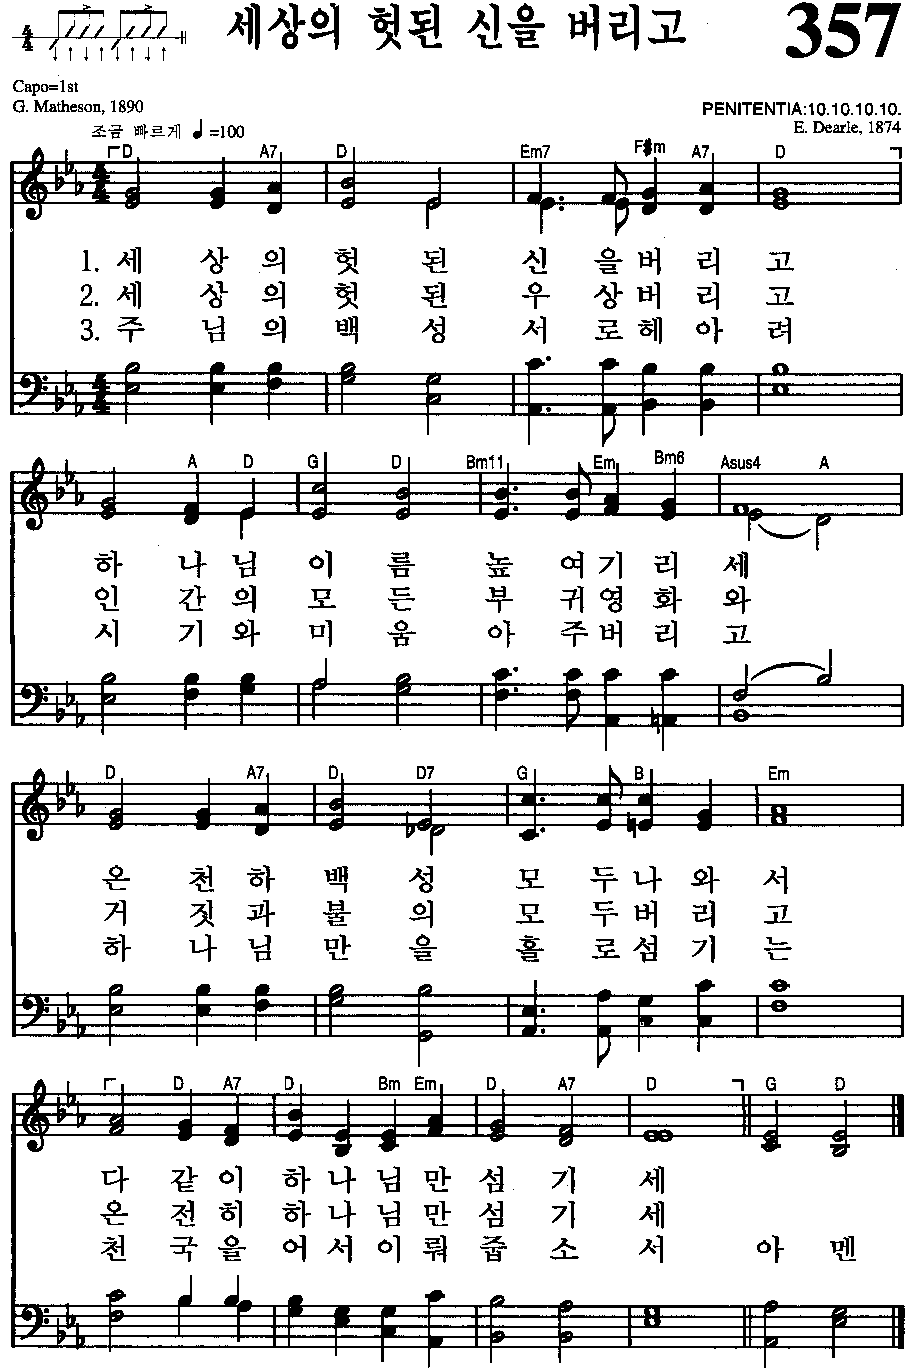 세상의 헛된 신을 버리고 357
Capo=1st
G. Matheson, 1890 PENITENTIA:10.10.10.10.
조금 빠르게 ♩=100 E. Dearle, 1874
D A7 D Em7 F#m A7 D
1. 세 상 의 헛 된 신 을 버 리 고
2. 세 상 의 헛 된 우 상 버 리 고
3. 주 님 의 백 성 서 로 헤 아 려
A D G D Bm11 Em Bm6 Asus4 A
하 나 님 이 름 높 여 기 리 세
인 간 의 모 든 부 귀 영 화 와
시 기 와 미 움 아 주 버 리 고
D A7 D D7 G B Em
온 천 하 백 성 모 두 나 와 서
거 짓 과 불 의 모 두 버 리 고
하 나 님 만 을 홀 로 섬 기 는
D A7 D Bm Em D A7 D G D
다 같 이 하 나 님 만 섬 기 세
온 전 히 하 나 님 만 섬 기 세
천 국 을 어 서 이 뤄 줍 소 서 아 멘